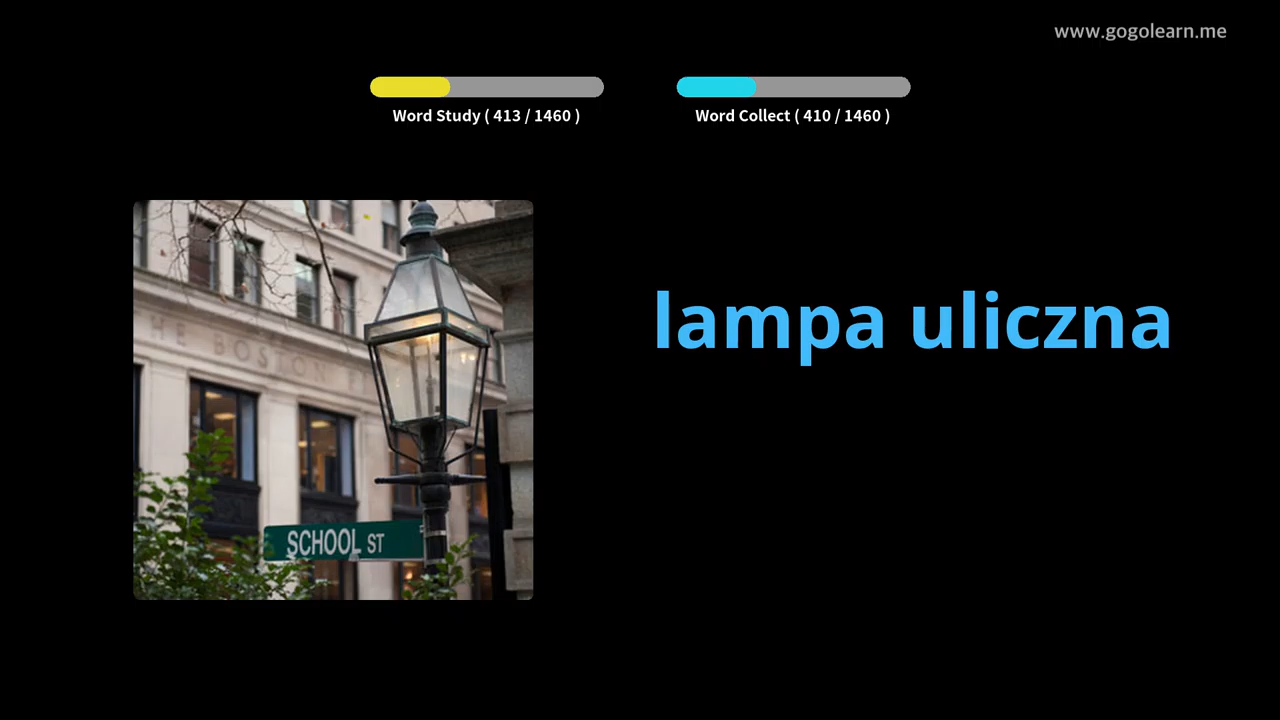 www.gogolearn.me
Word Study ( 413 / 1460 )
Word Collect ( 410 / 1460 )
lampa uliczna
HE BOSTON
SCHOOL ST